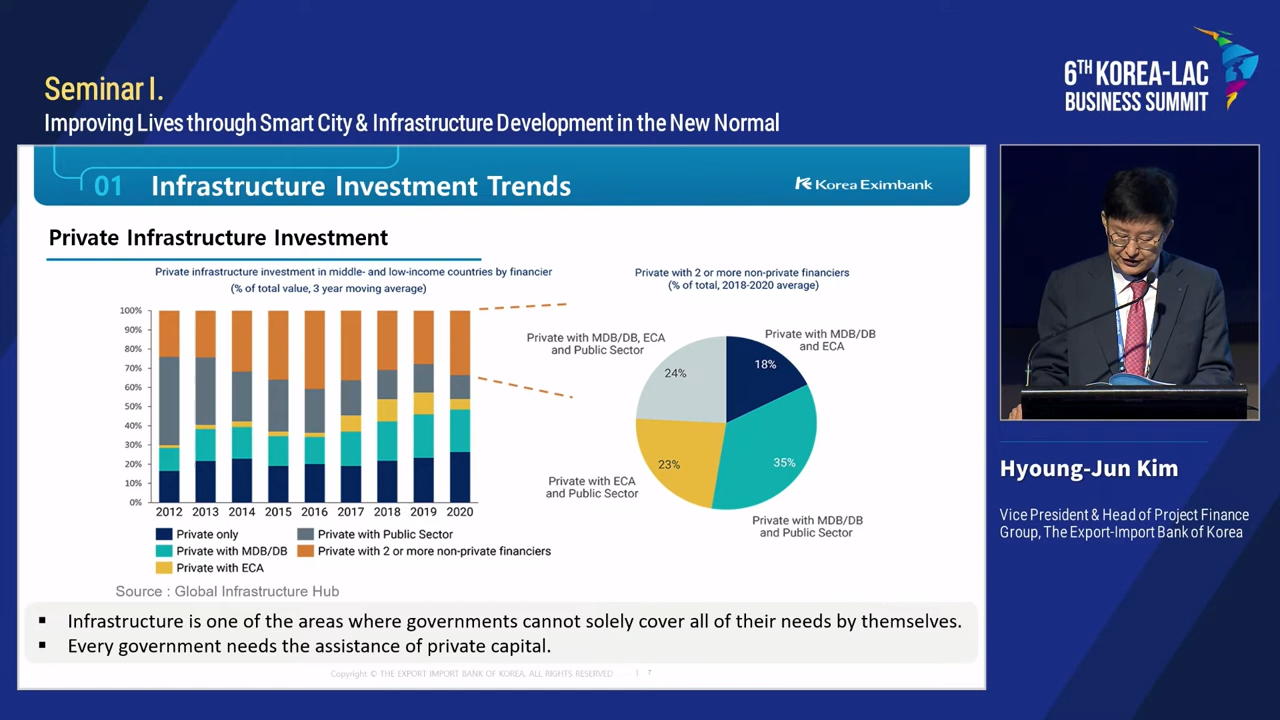 Seminar I.
Improving Lives through Smart City & Infrastructure Development in the New Normal
6TH KOREA-LAC
BUSINESS SUMMIT
01 Infrastructure Investment Trends
Korea Eximbank
Private Infrastructure Investment
Private infrastructure investment in middle- and low-income countries by financier
(% of total value, 3 year moving average)
100%
90%
80%
70%
60%
50%
40%
30%
20%
10%
0%
2012 2013 2014 2015 2016 2017 2018 2019 2020
Private only
Private with MDB/DB
Private with ECA
Private with Public Sector
Private with 2 or more non-private financiers
Private with 2 or more non-private financiers
(% of total, 2018-2020 average)
Private with MDB/DB, ECA
and Public Sector
Private with MDB/DB
and ECA
24%
18%
23%
35%
Private with ECA
and Public Sector
Private with MDB/DB
and Public Sector
Source : Global Infrastructure Hub
▪ Infrastructure is one of the areas where governments cannot solely cover all of their needs by themselves.
▪ Every government needs the assistance of private capital.
Copyright © THE EXPORT IMPORT BANK OF KOREA. ALL RIGHTS RESERVED | 7
Hyoung-Jun Kim
Vice President & Head of Project Finance
Group, The Export-Import Bank of Korea